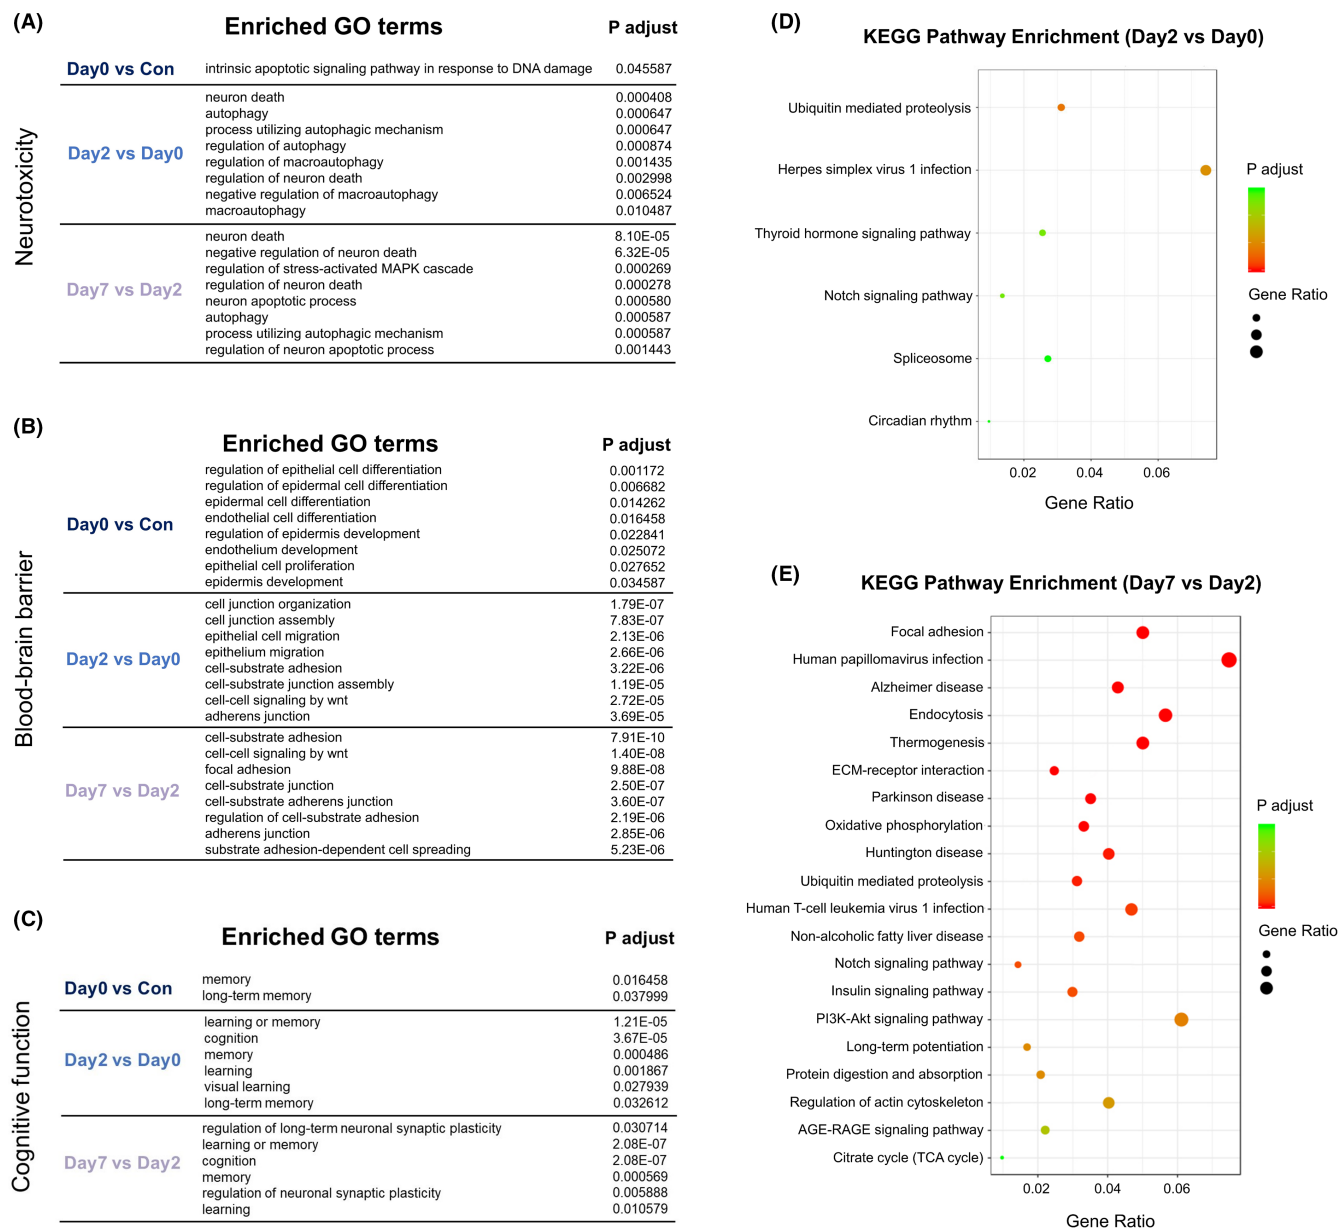 (A)
Enriched GO terms P adjust
Neurotoxicity
Day0 vs Con
intrinsic apoptotic signaling pathway in response to DNA damage 0.045587
Day2 vs Day0
neuron death 0.000408
autophagy 0.000647
process utilizing autophagic mechanism 0.000647
regulation of autophagy 0.000874
regulation of macroautophagy 0.001435
regulation of neuron death 0.002998
negative regulation of macroautophagy 0.006524
macroautophagy 0.010487
Day7 vs Day2
neuron death 8.10E-05
negative regulation of neuron death 6.32E-05
regulation of stress-activated MAPK cascade 0.000269
regulation of neuron death 0.000278
neuron apoptotic process 0.000580
autophagy 0.000587
process utilizing autophagic mechanism 0.000587
regulation of neuron apoptotic process 0.001443
(B)
Enriched GO terms P adjust
Blood-brain barrier
Day0 vs Con
regulation of epithelial cell differentiation 0.001172
regulation of epidermal cell differentiation 0.006682
epidermal cell differentiation 0.014262
endothelial cell differentiation 0.016458
regulation of epidermis development 0.022841
endothelium development 0.025072
epithelial cell proliferation 0.027652
epidermis development 0.034587
Day2 vs Day0
cell junction organization 1.79E-07
cell junction assembly 7.83E-07
epithelial cell migration 2.13E-06
epithelium migration 2.66E-06
cell-substrate adhesion 3.22E-06
cell-substrate junction assembly 1.19E-05
cell-cell signaling by wnt 2.72E-05
adherens junction 3.69E-05
Day7 vs Day2
cell-substrate adhesion 7.91E-10
cell-cell signaling by wnt 1.40E-08
focal adhesion 9.88E-08
cell-substrate junction 2.50E-07
cell-substrate adherens junction 3.60E-07
regulation of cell-substrate adhesion 2.19E-06
adherens junction 2.85E-06
substrate adhesion-dependent cell spreading 5.23E-06
(C)
Enriched GO terms P adjust
Cognitive function
Day0 vs Con
memory 0.016458
long-term memory 0.037999
Day2 vs Day0
learning or memory 1.21E-05
cognition 3.67E-05
memory 0.000486
learning 0.001867
visual learning 0.027939
long-term memory 0.032612
Day7 vs Day2
regulation of long-term neuronal synaptic plasticity 0.030714
learning or memory 2.08E-07
cognition 2.08E-07
memory 0.000569
regulation of neuronal synaptic plasticity 0.005888
learning 0.010579
(D)
KEGG Pathway Enrichment (Day2 vs Day0)
Ubiquitin mediated proteolysis
Herpes simplex virus 1 infection
Thyroid hormone signaling pathway
Notch signaling pathway
Spliceosome
Circadian rhythm
0.02 0.04 0.06
Gene Ratio
P adjust
Gene Ratio
(E)
KEGG Pathway Enrichment (Day7 vs Day2)
Focal adhesion
Human papillomavirus infection
Alzheimer disease
Endocytosis
Thermogenesis
ECM-receptor interaction
Parkinson disease
Oxidative phosphorylation
Huntington disease
Ubiquitin mediated proteolysis
Human T-cell leukemia virus 1 infection
Non-alcoholic fatty liver disease
Notch signaling pathway
Insulin signaling pathway
PI3K-Akt signaling pathway
Long-term potentiation
Protein digestion and absorption
Regulation of actin cytoskeleton
AGE-RAGE signaling pathway
Citrate cycle (TCA cycle)
0.02 0.04 0.06
Gene Ratio
P adjust
Gene Ratio